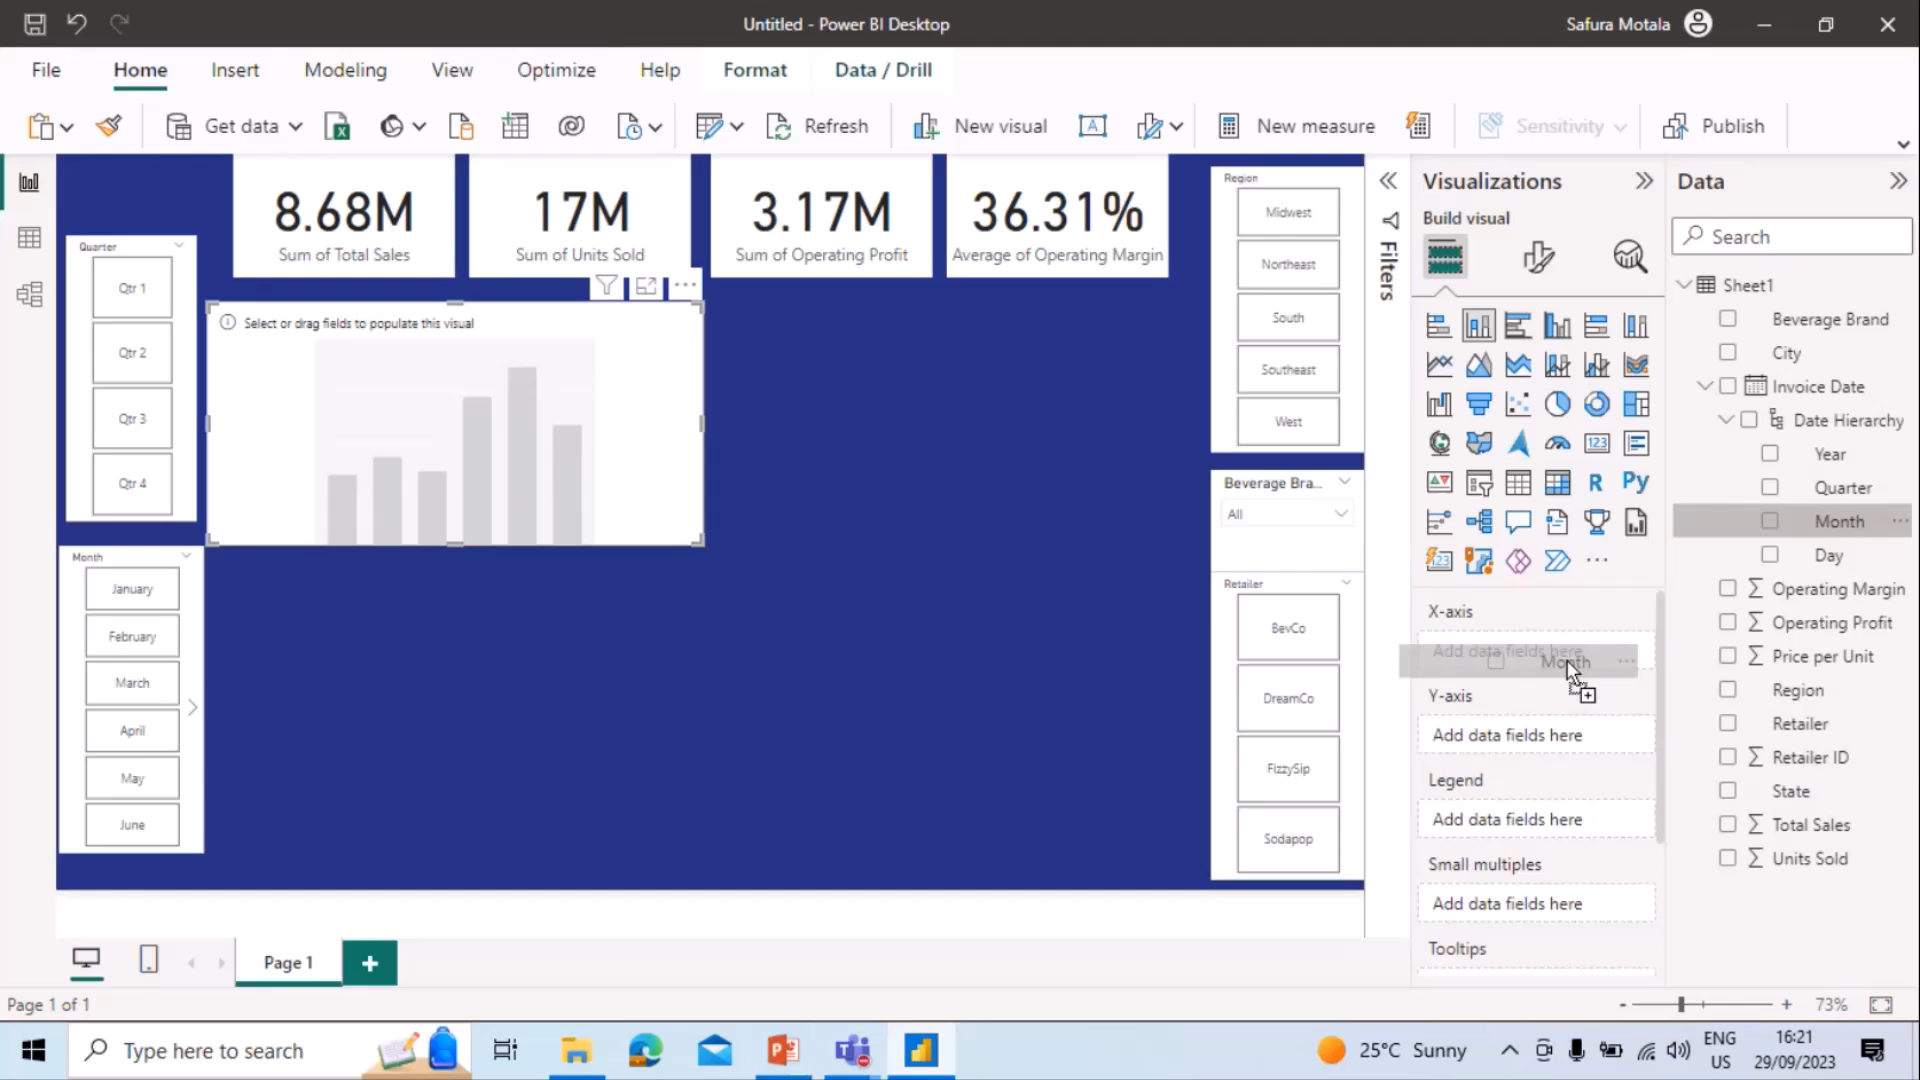 Untitled - Power BI Desktop
Safura Motala
File
Home
Insert
Modeling
View
Optimize
Help
Format
Data / Drill
Get data
Refresh
New visual
New measure
Sensitivity
Publish
8.68M
Sum of Total Sales
17M
Sum of Units Sold
3.17M
Sum of Operating Profit
36.31%
Average of Operating Margin
Quarter
Qtr 1
Qtr 2
Qtr 3
Qtr 4
Select or drag fields to populate this visual
Month
January
February
March
April
May
June
Region
Midwest
Northeast
South
Southeast
West
Beverage Bra...
All
Retailer
BevCo
DreamCo
FizzySip
Sodapop
Filters
Visualizations
Build visual
123
R
Py
123
X-axis
Add data fields here
Month
Y-axis
Add data fields here
Legend
Add data fields here
Small multiples
Add data fields here
Tooltips
Data
Search
Sheet1
Beverage Brand
City
Invoice Date
Date Hierarchy
Year
Quarter
Month
Day
Operating Margin
Operating Profit
Price per Unit
Region
Retailer
Retailer ID
State
Total Sales
Units Sold
Page 1
Page 1 of 1
73%
Type here to search
25°C Sunny
ENG
US
16:21
29/09/2023